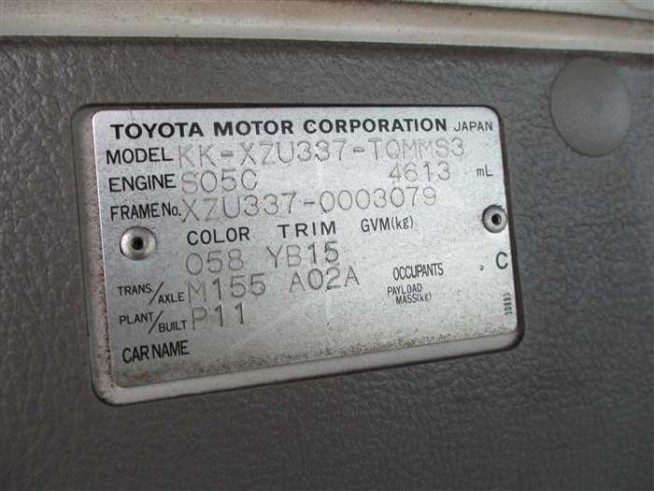 TOYOTA MOTOR CORPORATION JAPAN
MODEL KK-XZU337-TQMMS3
ENGINE S05C 4613 mL
FRAME No. XZU337-0003079
COLOR TRIM GVM(kg)
058 YB15
TRANS./AXLE M155 A02A OCCUPANTS C
PAYLOAD MASS(kg)
PLANT/BUILT P11
CAR NAME